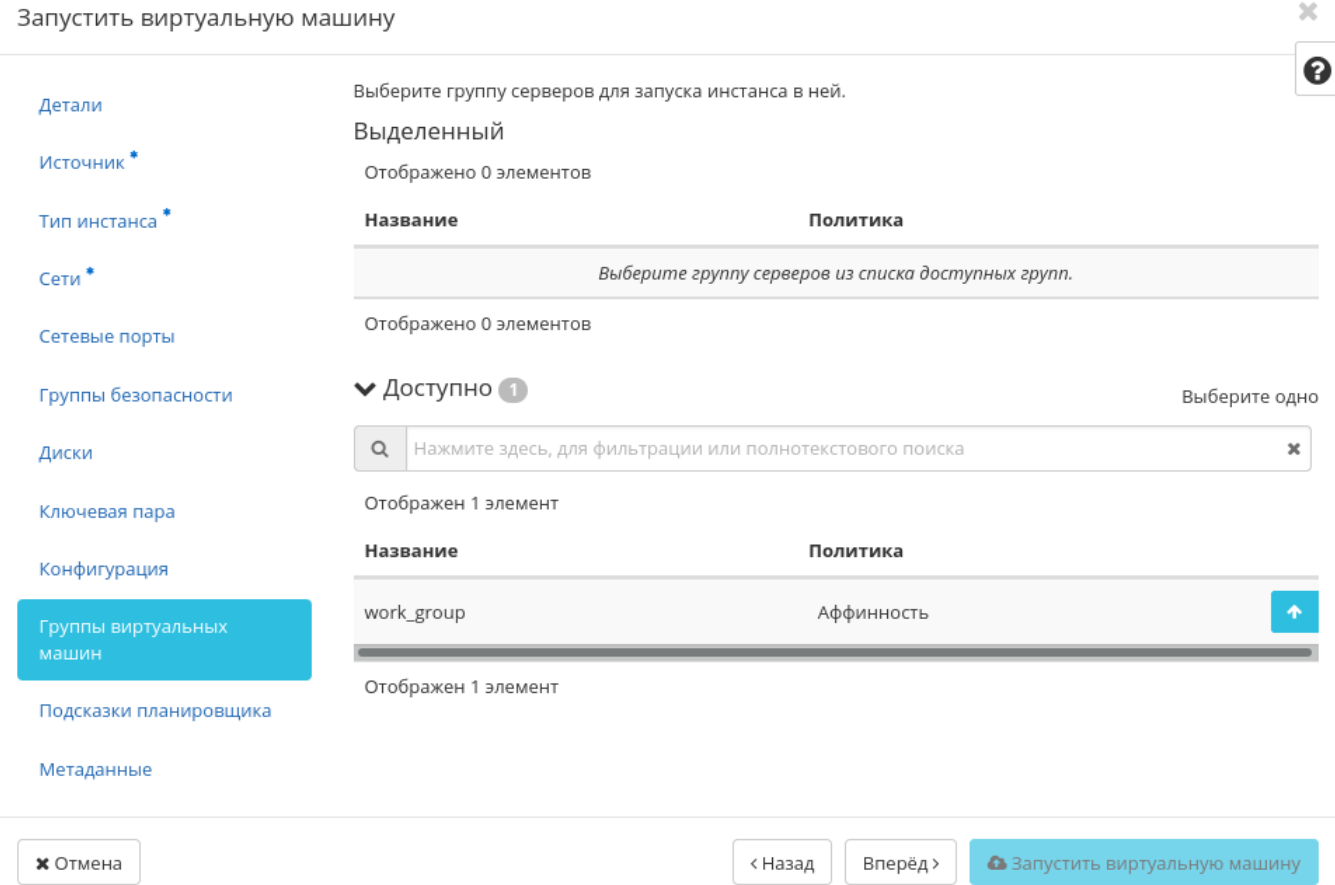 Запустить виртуальную машину
Детали
Источник *
Тип инстанса *
Сети *
Сетевые порты
Группы безопасности
Диски
Ключевая пара
Конфигурация
Группы виртуальных
машин
Подсказки планировщика
Метаданные
Выберите группу серверов для запуска инстанса в ней.
Выделенный
Отображено 0 элементов
Название Политика
Выберите группу серверов из списка доступных групп.
Отображено 0 элементов
Доступно 1
Выберите одно
Нажмите здесь, для фильтрации или полнотекстового поиска
Отображен 1 элемент
Название Политика
work_group Аффинность
Отображен 1 элемент
Отмена
< Назад
Вперёд >
Запустить виртуальную машину